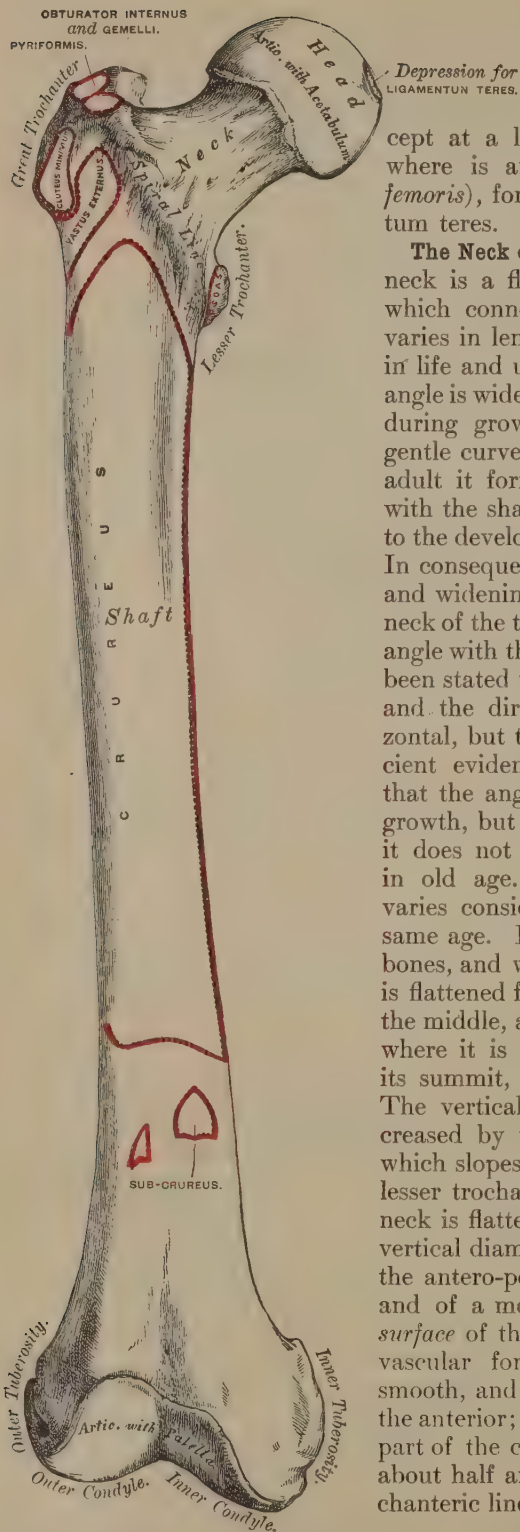 OBTURATOR INTERNUS
and GEMELLI.
PYRIFORMIS.
Great Trochanter
GLUTEUS MINIMUS
VASTUS EXTERNUS.
Spiral Line
Neck
Head
Artic. with Acetabulum
Depression for
LIGAMENTUN TERES.
PSOAS.
Lesser Trochanter.
CRUREUS
Shaft
SUB-CRUREUS.
Outer Tuberosity.
Artic. with
Patella
Outer Condyle.
Inner Condyle.
Inner Tuberosity.
cept at a l
where is a
femoris), for
tum teres.
The Neck
neck is a fl
which conn
varies in len
in life and u
angle is wide
during grow
gentle curve
adult it for
with the sha
to the develo
In conseque
and widenin
neck of the t
angle with th
been stated
and the dir
zontal, but t
cient eviden
that the ang
growth, but
it does not
in old age.
varies consi
same age. I
bones, and w
is flattened f
the middle, a
where it is
its summit,
The vertical
creased by
which slopes
lesser trocha
neck is flatte
vertical diam
the antero-po
and of a me
surface of th
vascular for
smooth, and
the anterior;
part of the c
about half a
chanteric line